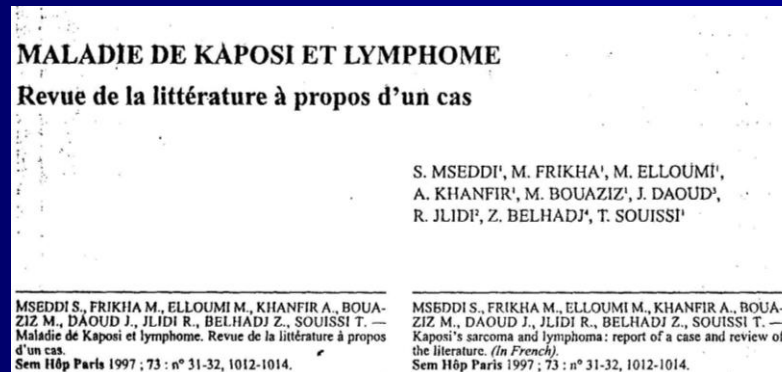 MALADIE DE KAPOSI ET LYMPHOME
Revue de la littérature à propos d'un cas
S. MSEDDI¹, M. FRIKHA¹, M. ELLOUMI¹,
A. KHANFIR¹, M. BOUAZIZ¹, J. DAOUD³,
R. JLIDI², Z. BELHADJ⁴, T. SOUISSI¹
MSEDDI S., FRIKHA M., ELLOUMI M., KHANFIR A., BOUA-
ZIZ M., DAOUD J., JLIDI R., BELHADJ Z., SOUISSI T. —
Maladie de Kaposi et lymphome. Revue de la littérature à propos
d'un cas.
Sem Hôp Paris 1997 ; 73 : n° 31-32, 1012-1014.
MSEDDI S., FRIKHA M., ELLOUMI M., KHANFIR A., BOUA-
ZIZ M., DAOUD J., JLIDI R., BELHADJ Z., SOUISSI T. —
Kaposi's sarcoma and lymphoma : report of a case and review of
the literature. (In French).
Sem Hôp Paris 1997 ; 73 : n° 31-32, 1012-1014.